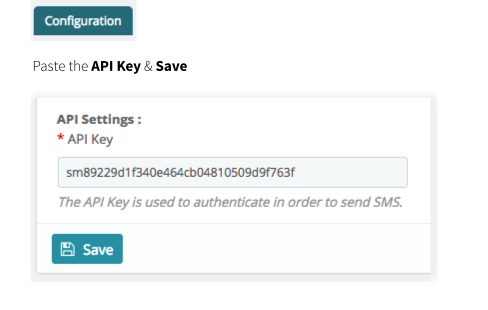 Configuration
Paste the API Key & Save
API Settings :
* API Key
sm89229d1f340e464cb04810509d9f763f
The API Key is used to authenticate in order to send SMS.
Save